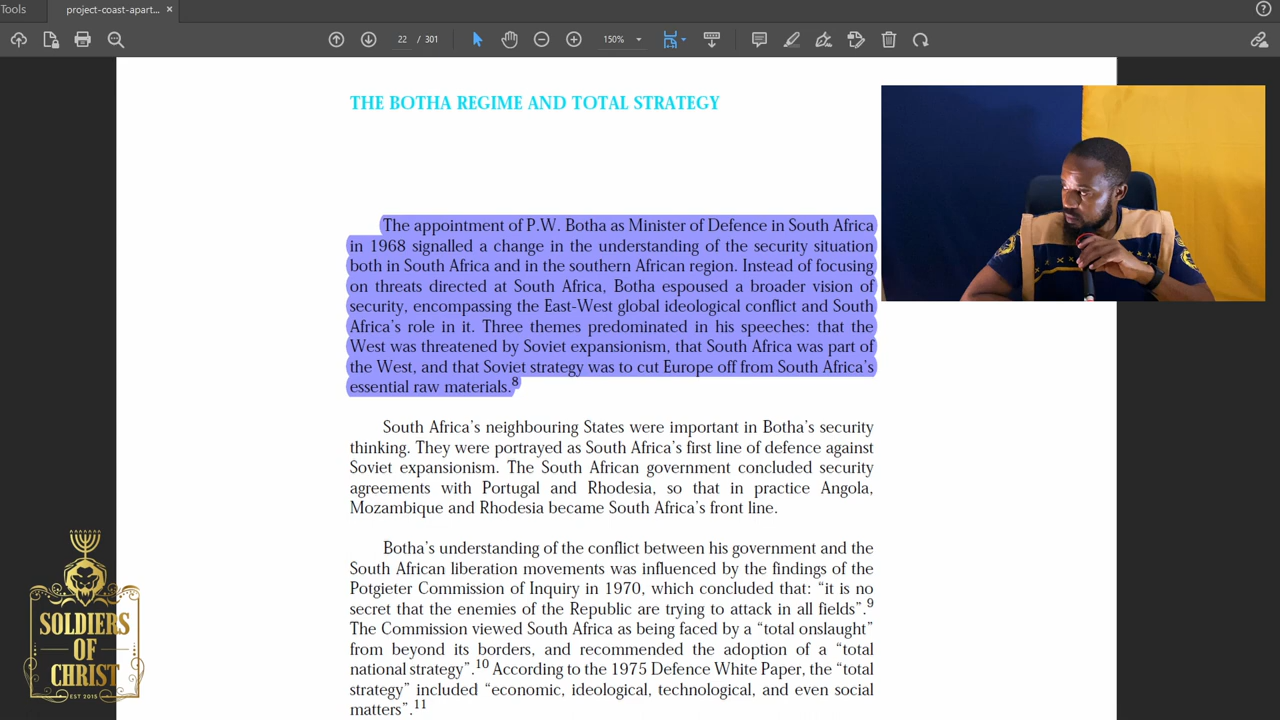 Tools
project-coast-apart... ×
22 / 301
150%
THE BOTHA REGIME AND TOTAL STRATEGY
The appointment of P.W. Botha as Minister of Defence in South Africa
in 1968 signalled a change in the understanding of the security situation
both in South Africa and in the southern African region. Instead of focusing
on threats directed at South Africa, Botha espoused a broader vision of
security, encompassing the East-West global ideological conflict and South
Africa’s role in it. Three themes predominated in his speeches: that the
West was threatened by Soviet expansionism, that South Africa was part of
the West, and that Soviet strategy was to cut Europe off from South Africa’s
essential raw materials.8
South Africa’s neighbouring States were important in Botha’s security
thinking. They were portrayed as South Africa’s first line of defence against
Soviet expansionism. The South African government concluded security
agreements with Portugal and Rhodesia, so that in practice Angola,
Mozambique and Rhodesia became South Africa’s front line.
Botha’s understanding of the conflict between his government and the
South African liberation movements was influenced by the findings of the
Potgieter Commission of Inquiry in 1970, which concluded that: “it is no
secret that the enemies of the Republic are trying to attack in all fields”.9
The Commission viewed South Africa as being faced by a “total onslaught”
from beyond its borders, and recommended the adoption of a “total
national strategy”.10 According to the 1975 Defence White Paper, the “total
strategy” included “economic, ideological, technological, and even social
matters”.11
SOLDIERS
OF
CHRIST
EST 2015